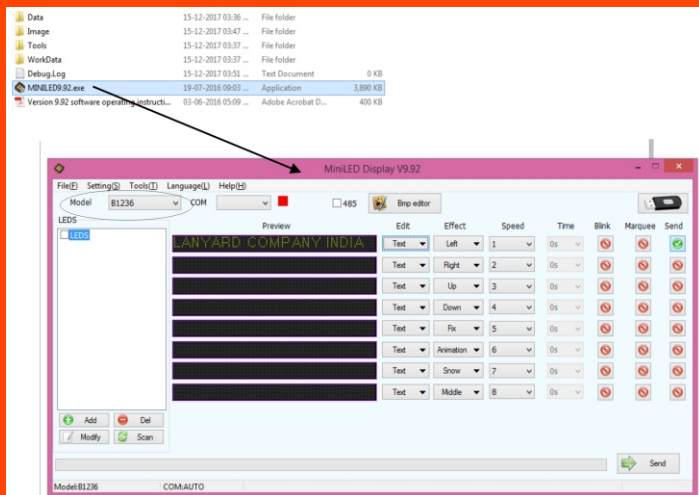 Data 15-12-2017 03:36 ... File folder
Image 15-12-2017 03:47 ... File folder
Tools 15-12-2017 03:37 ... File folder
WorkData 15-12-2017 03:37 ... File folder
Debug.Log 15-12-2017 03:51 ... Text Document 0 KB
MINILED9.92.exe 19-07-2016 09:03 ... Application 3,890 KB
Version 9.92 software operating instructi... 03-06-2016 05:09 ... Adobe Acrobat D... 400 KB
MiniLED Display V9.92
File(F) Setting(S) Tools(T) Language(L) Help(H)
Model B1236 COM 485 Bmp editor
LEDS Preview Edit Effect Speed Time Blink Marquee Send
LEDS LANYARD COMPANY INDIA Text Left 1 0s
Text Right 2 0s
Text Up 3 0s
Text Down 4 0s
Text Fix 5 0s
Text Animation 6 0s
Text Snow 7 0s
Text Middle 8 0s
Add Del
Modify Scan
Send
Model:B1236 COM:AUTO